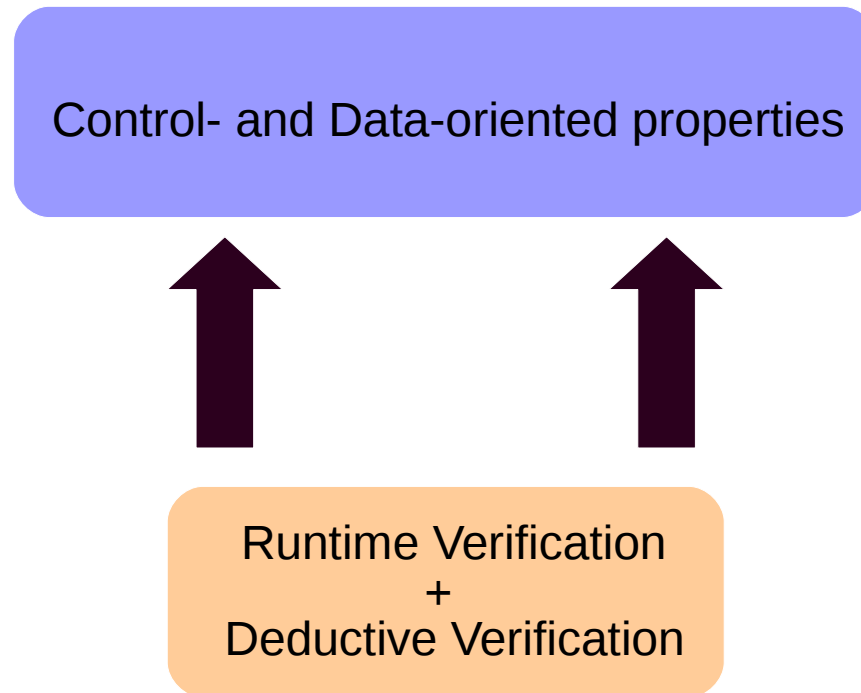 Control- and Data-oriented properties
Runtime Verification
+
Deductive Verification